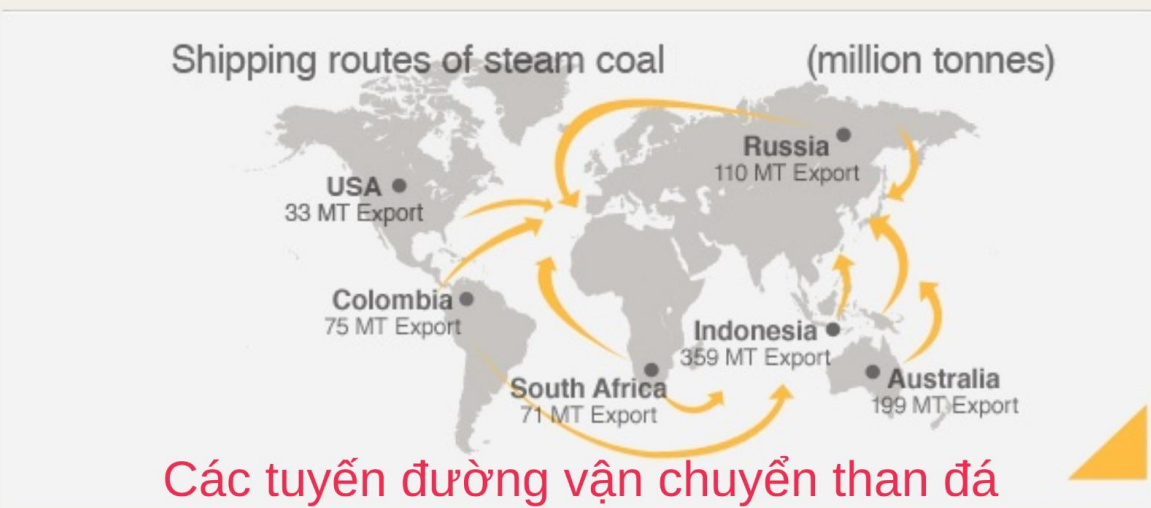 Shipping routes of steam coal (million tonnes)
Russia
110 MT Export
USA
33 MT Export
Colombia
75 MT Export
Indonesia
359 MT Export
South Africa
71 MT Export
Australia
199 MT Export
Các tuyến đường vận chuyển than đá